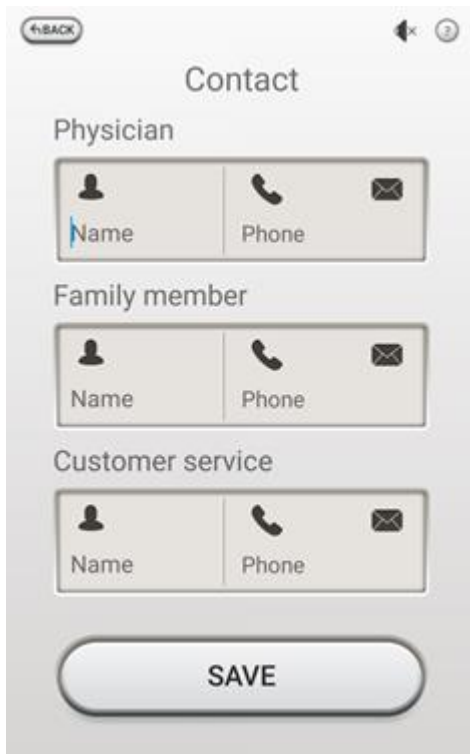 BACK
?
Contact
Physician
Name Phone
Family member
Name Phone
Customer service
Name Phone
SAVE